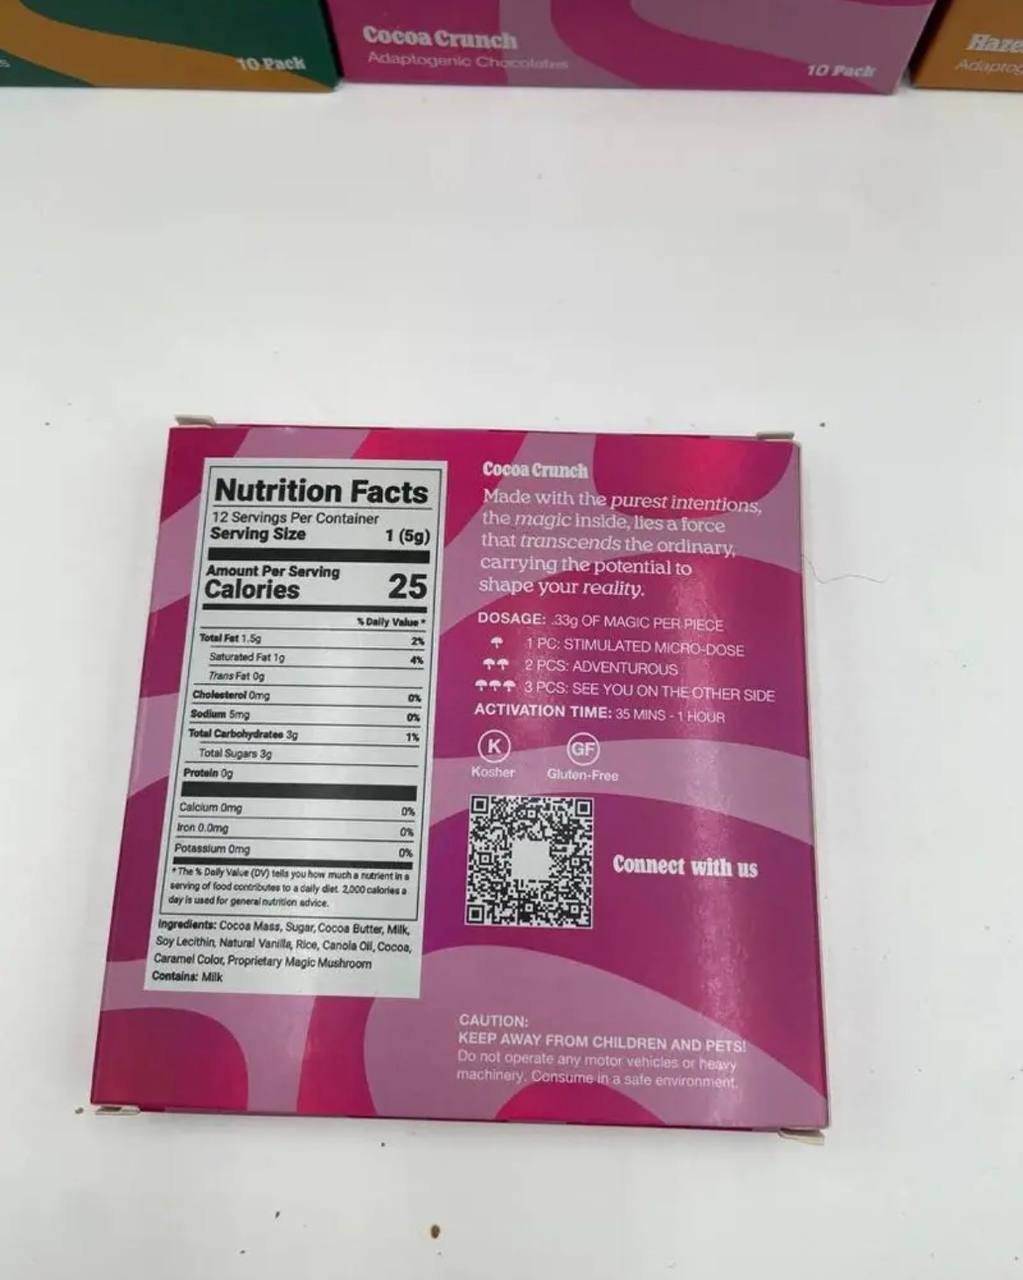 s
10 Pack
Cocoa Crunch
Adaptogenic Chocolates
10 Pack
Haze
Adaptog
Nutrition Facts
12 Servings Per Container
Serving Size 1 (5g)
Amount Per Serving
Calories 25
% Daily Value *
Total Fat 1.5g 2%
Saturated Fat 1g 4%
Trans Fat 0g
Cholesterol 0mg 0%
Sodium 5mg 0%
Total Carbohydrates 3g 1%
Total Sugars 3g
Protein 0g
Calcium 0mg 0%
Iron 0.0mg 0%
Potassium 0mg 0%
*The % Daily Value (DV) tells you how much a nutrient in a
serving of food contributes to a daily diet. 2,000 calories a
day is used for general nutrition advice.
Ingredients: Cocoa Mass, Sugar, Cocoa Butter, Milk,
Soy Lecithin, Natural Vanilla, Rice, Canola Oil, Cocoa,
Caramel Color, Proprietary Magic Mushroom
Contains: Milk
Cocoa Crunch
Made with the purest intentions,
the magic inside, lies a force
that transcends the ordinary,
carrying the potential to
shape your reality.
DOSAGE: .33g OF MAGIC PER PIECE
1 PC: STIMULATED MICRO-DOSE
2 PCS: ADVENTUROUS
3 PCS: SEE YOU ON THE OTHER SIDE
ACTIVATION TIME: 35 MINS - 1 HOUR
K GF
Kosher Gluten-Free
Connect with us
CAUTION:
KEEP AWAY FROM CHILDREN AND PETS!
Do not operate any motor vehicles or heavy
machinery. Consume in a safe environment.